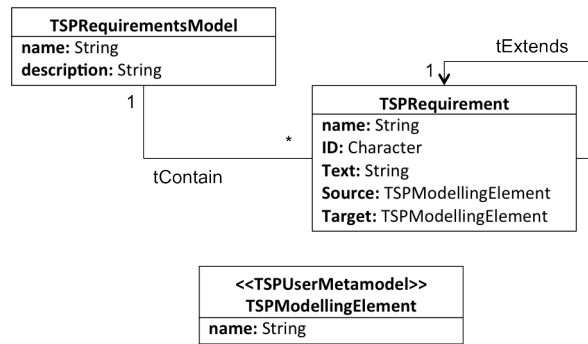 TSPRequirementsModel
name: String
description: String
1
*
tContain
tExtends
1
TSPRequirement
name: String
ID: Character
Text: String
Source: TSPModellingElement
Target: TSPModellingElement
<<TSPUserMetamodel>>
TSPModellingElement
name: String